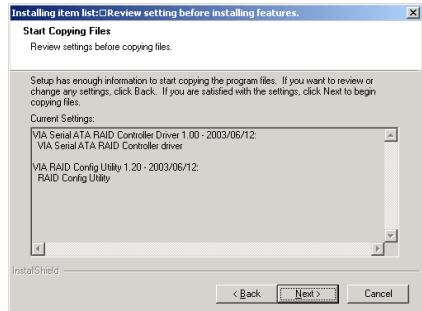 Installing item list:□Review setting before installing features.
Start Copying Files
Review settings before copying files.
Setup has enough information to start copying the program files. If you want to review or
change any settings, click Back. If you are satisfied with the settings, click Next to begin
copying files.
Current Settings:
VIA Serial ATA RAID Controller Driver 1.00 - 2003/06/12:
VIA Serial ATA RAID Controller driver
VIA RAID Config Utility 1.20 - 2003/06/12:
RAID Config Utility
InstallShield
< Back Next > Cancel